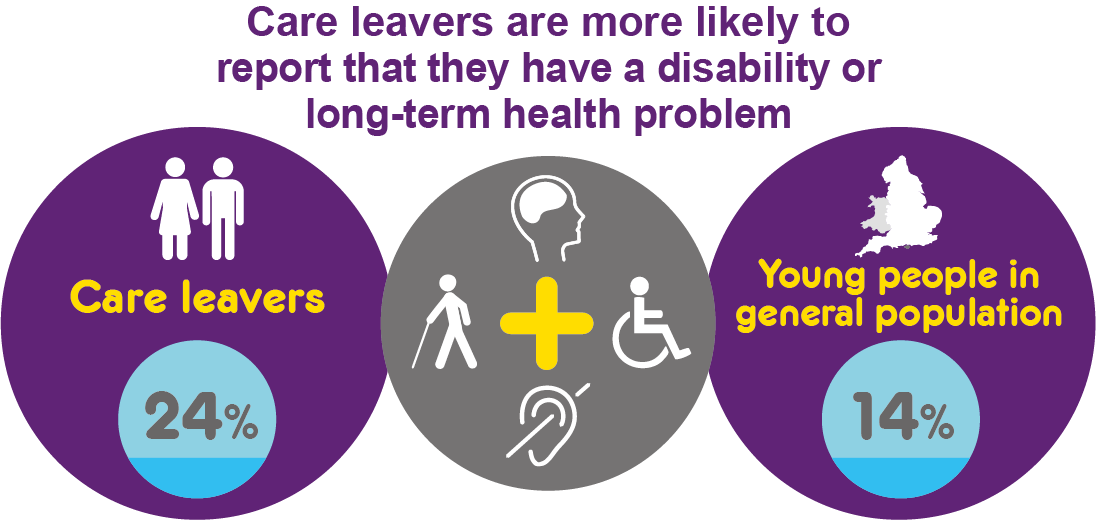 Care leavers are more likely to
report that they have a disability or
long-term health problem
Care leavers
24%
Young people in
general population
14%